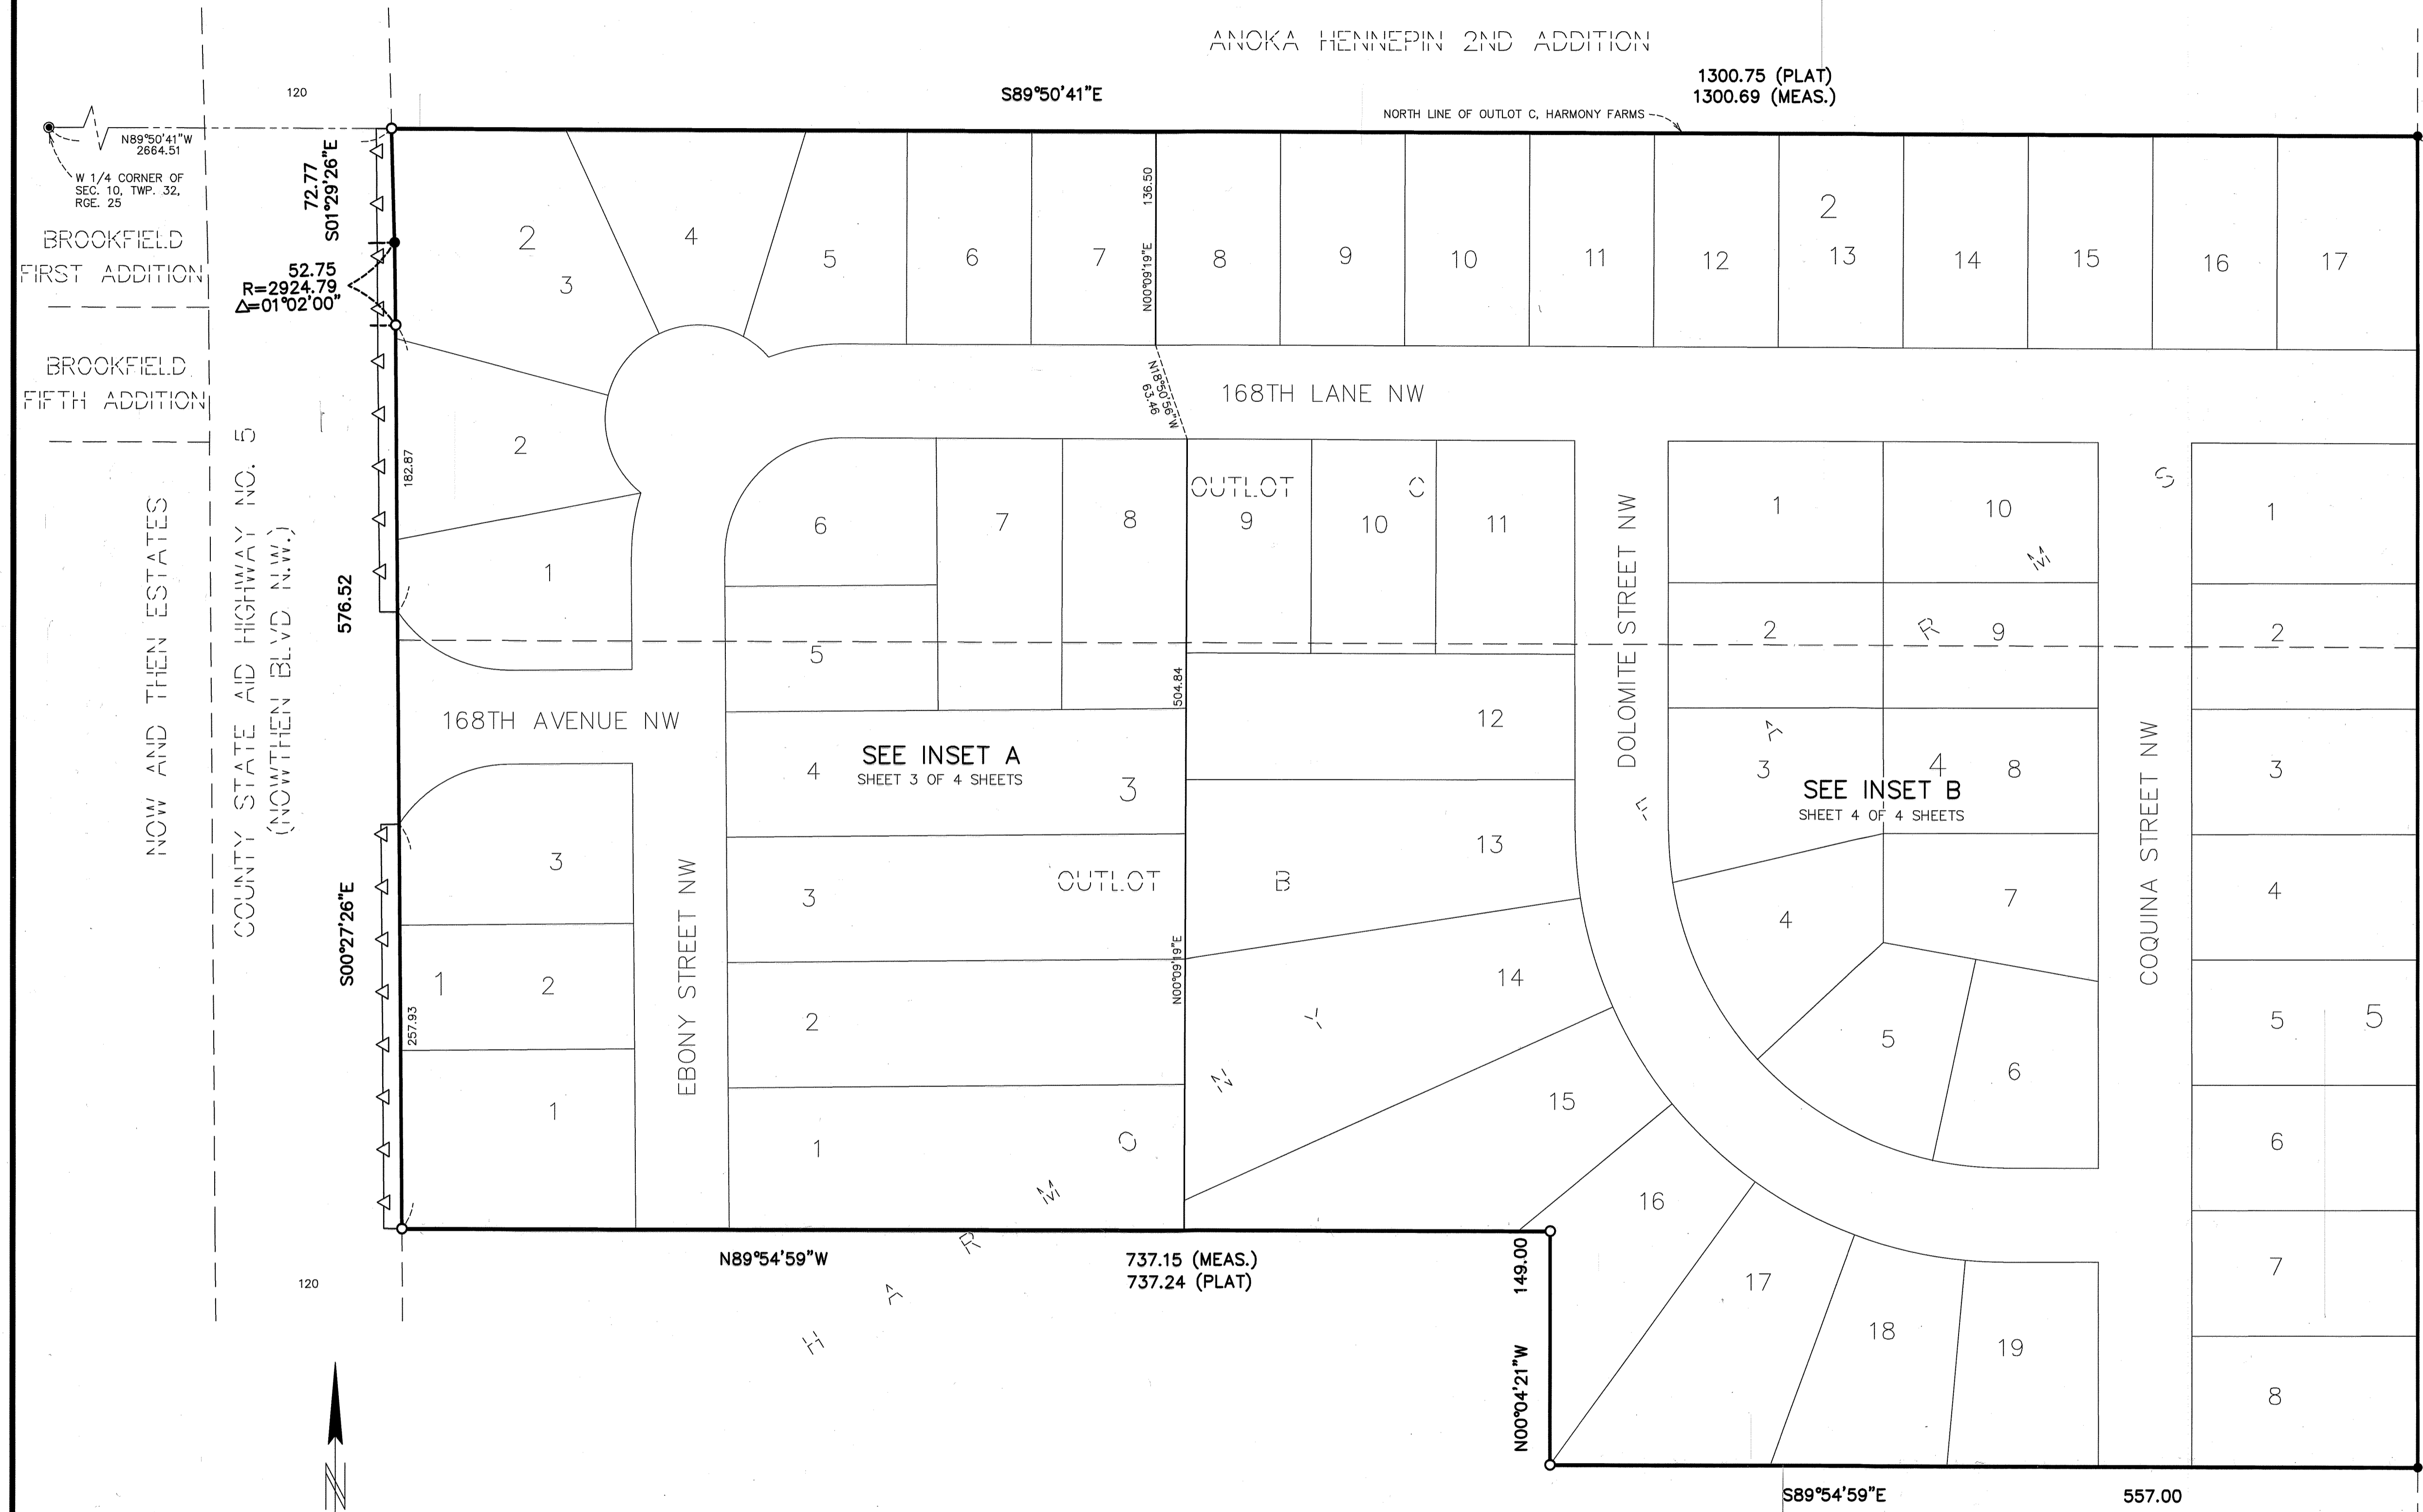 ANOKA HENNEPIN 2ND ADDITION
1300.75 (PLAT)
1300.69 (MEAS.)
S89°50'41"E
NORTH LINE OF OUTLOT C, HARMONY FARMS
120
N89°50'41"W
2664.51
W 1/4 CORNER OF
SEC. 10, TWP. 32,
RGE. 25
72.77
S01°29'26"E
BROOKFIELD
FIRST ADDITION
52.75
R=2924.79
Δ=01°02'00"
BROOKFIELD
FIFTH ADDITION
NOW AND THEN ESTATES
COUNTY STATE AID HIGHWAY NO. 5
(NOWTHEN BLVD N.W.)
576.52
S00°27'26"E
182.87
257.93
120
2
3
4
5
6
7
136.50
N00°09'19"E
8
9
10
11
12
2
13
14
15
16
17
2
1
168TH LANE NW
N18°50'56"W
63.46
6
7
8
5
OUTLOT C
9
10
11
504.84
168TH AVENUE NW
4
SEE INSET A
SHEET 3 OF 4 SHEETS
3
12
13
3
OUTLOT B
N00°09'19"E
2
1
14
15
3
1
2
1
EBONY STREET NW
DOLOMITE STREET NW
1
10
2
9
3
4
8
SEE INSET B
SHEET 4 OF 4 SHEETS
4
7
5
6
COQUINA STREET NW
1
2
3
4
5
5
6
7
8
16
17
18
19
H A R M O N Y F A R M S
N89°54'59"W
737.15 (MEAS.)
737.24 (PLAT)
149.00
N00°04'21"W
120
N
S89°54'59"E
557.00